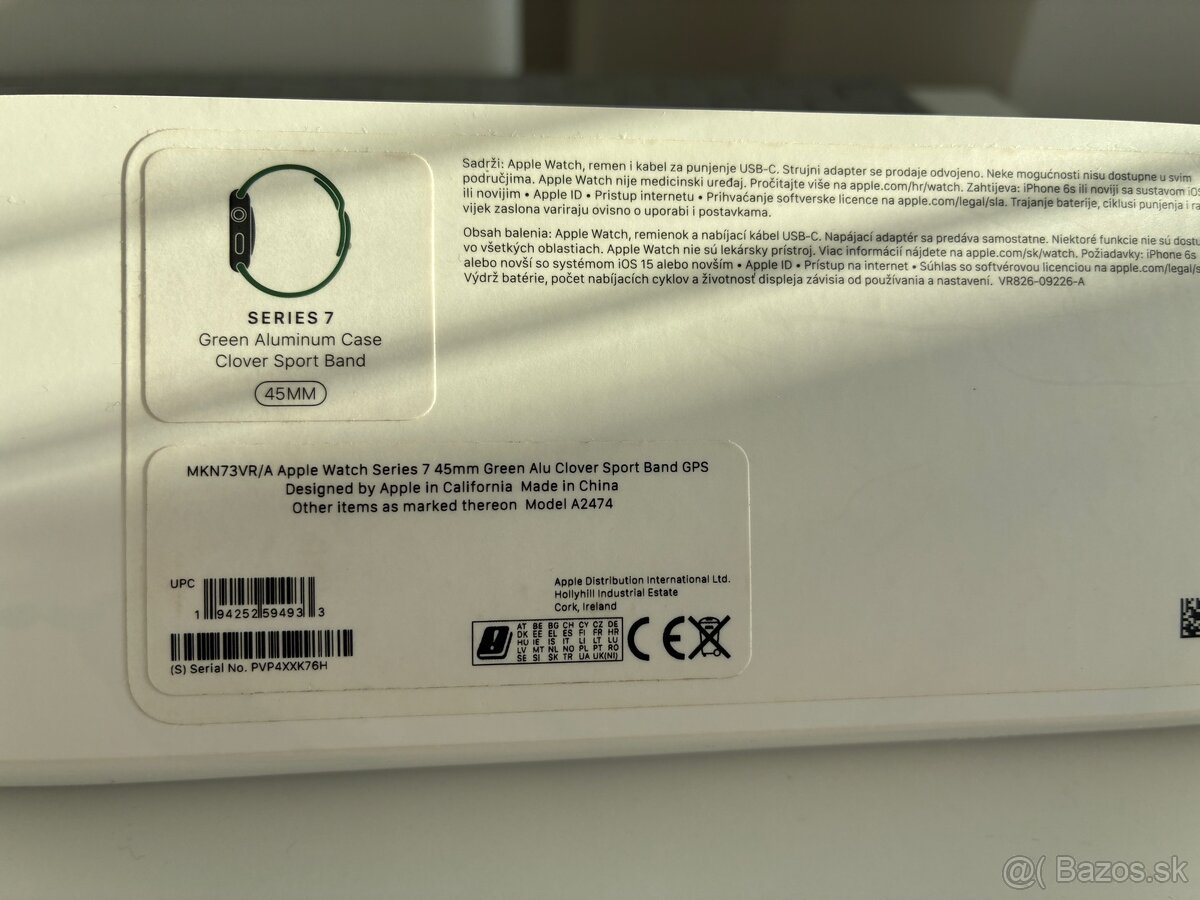 Sadrži: Apple Watch, remen i kabel za punjenje USB-C. Strujni adapter se prodaje odvojeno. Neke mogućnosti nisu dostupne u svim
područjima. Apple Watch nije medicinski uređaj. Pročitajte više na apple.com/hr/watch. Zahtijeva: iPhone 6s ili noviji sa sustavom iOS
ili novijim • Apple ID • Pristup internetu • Prihvaćanje softverske licence na apple.com/legal/sla. Trajanje baterije, ciklusi punjenja i
vijek zaslona variraju ovisno o uporabi i postavkama.
Obsah balenia: Apple Watch, remienok a nabíjací kábel USB-C. Napájací adaptér sa predáva samostatne. Niektoré funkcie nie sú
vo všetkých oblastiach. Apple Watch nie sú lekársky prístroj. Viac informácií nájdete na apple.com/sk/watch. Požiadavky: iPhone 6s
alebo novší so systémom iOS 15 alebo novším • Apple ID • Prístup na internet • Súhlas so softvérovou licenciou na apple.com/legal/s
Výdrž batérie, počet nabíjacích cyklov a životnosť displeja závisia od používania a nastavení. VR826-09226-A
SERIES 7
Green Aluminum Case
Clover Sport Band
45MM
MKN73VR/A Apple Watch Series 7 45mm Green Alu Clover Sport Band GPS
Designed by Apple in California Made in China
Other items as marked thereon Model A2474
UPC
1 94252 59493 3
(S) Serial No. PVP4XXK76H
Apple Distribution International Ltd.
Hollyhill Industrial Estate
Cork, Ireland
AT BE BG CH CY CZ DE
DK EE EL ES FI FR HR
HU IE IS IT LI LT LU
LV MT NL NO PL PT RO
SE SI SK TR UA UK(NI)
CE
@( Bazos.sk